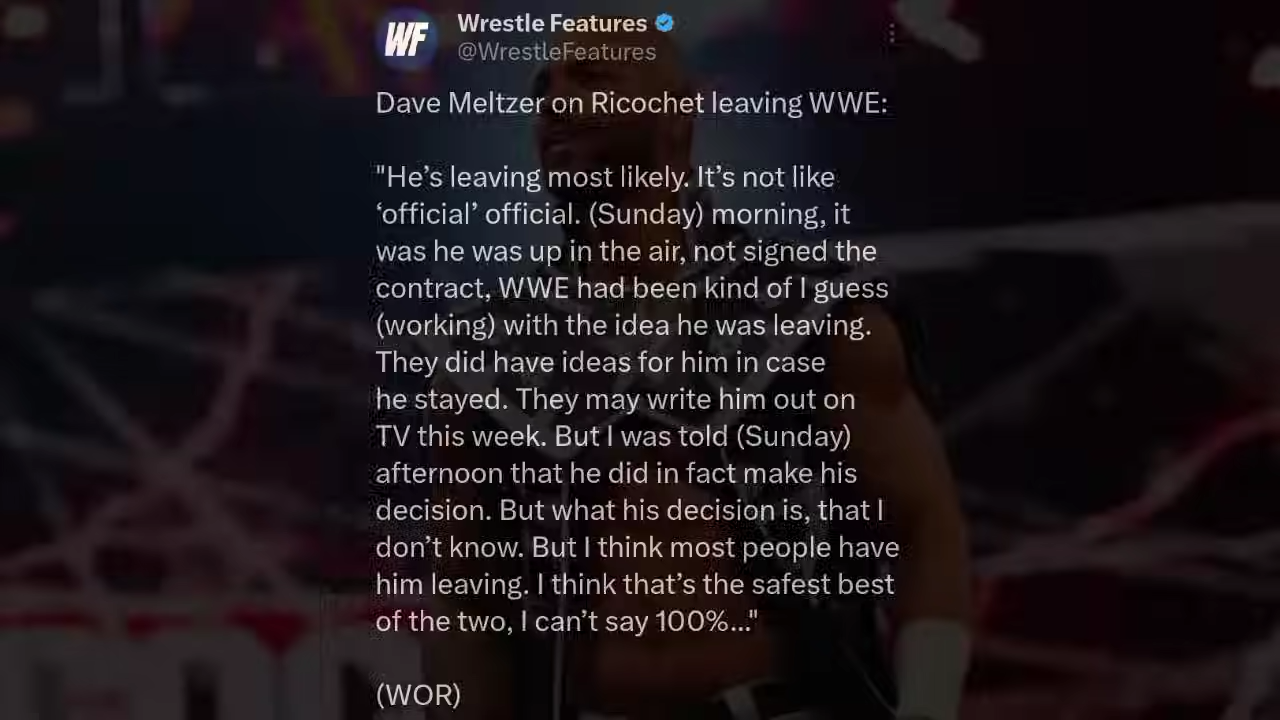 WF
Wrestle Features
@WrestleFeatures
Dave Meltzer on Ricochet leaving WWE:
"He’s leaving most likely. It’s not like
‘official’ official. (Sunday) morning, it
was he was up in the air, not signed the
contract, WWE had been kind of I guess
(working) with the idea he was leaving.
They did have ideas for him in case
he stayed. They may write him out on
TV this week. But I was told (Sunday)
afternoon that he did in fact make his
decision. But what his decision is, that I
don’t know. But I think most people have
him leaving. I think that’s the safest best
of the two, I can’t say 100%..."
(WOR)